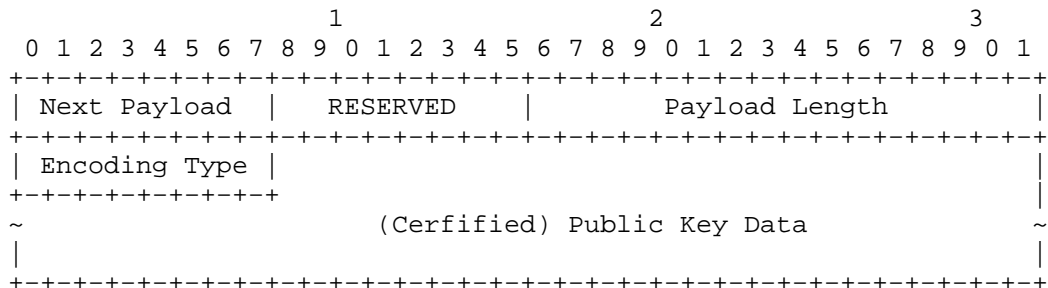 1                   2                   3
 0 1 2 3 4 5 6 7 8 9 0 1 2 3 4 5 6 7 8 9 0 1 2 3 4 5 6 7 8 9 0 1
+-+-+-+-+-+-+-+-+-+-+-+-+-+-+-+-+-+-+-+-+-+-+-+-+-+-+-+-+-+-+-+-+
| Next Payload  |   RESERVED    |        Payload Length         |
+-+-+-+-+-+-+-+-+-+-+-+-+-+-+-+-+-+-+-+-+-+-+-+-+-+-+-+-+-+-+-+-+
| Encoding Type |                                               |
+-+-+-+-+-+-+-+-+                                               |
~                      (Cerfified) Public Key Data              ~
|                                                               |
+-+-+-+-+-+-+-+-+-+-+-+-+-+-+-+-+-+-+-+-+-+-+-+-+-+-+-+-+-+-+-+-+